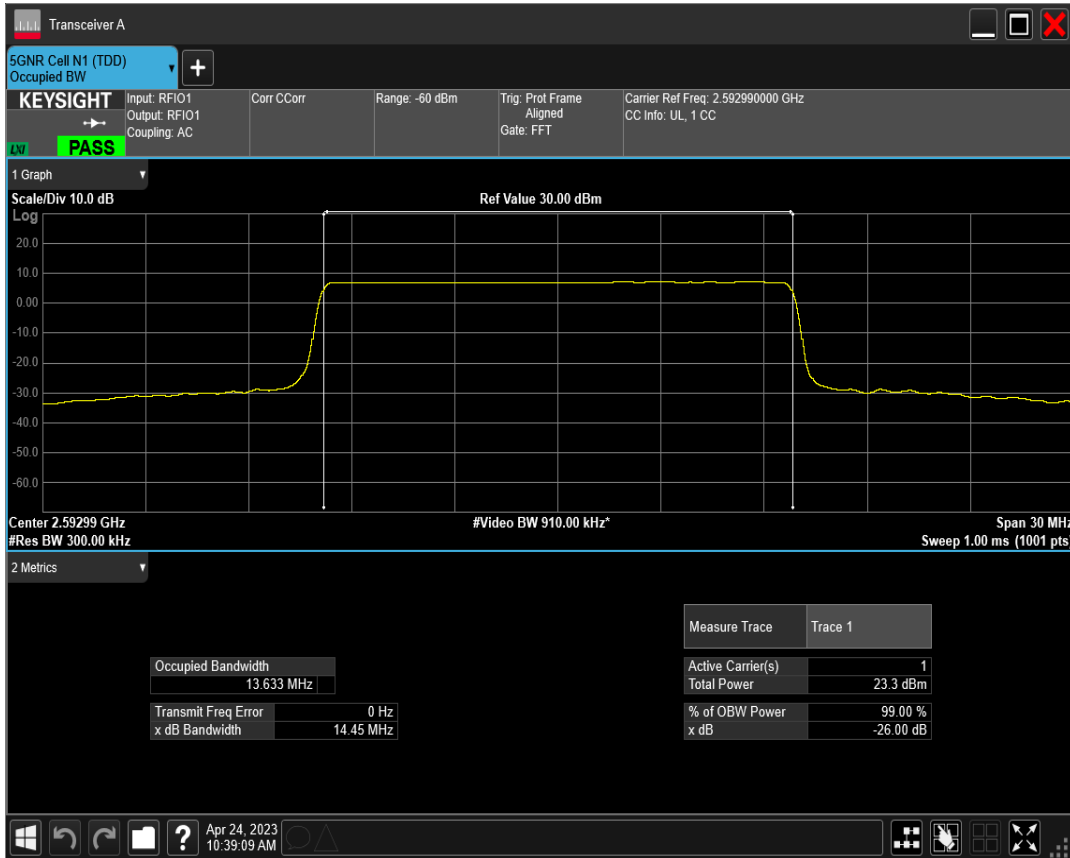 Transceiver A
5GNR Cell N1 (TDD)
Occupied BW
+
KEYSIGHT
LXI
PASS
Input: RFIO1
Output: RFIO1
Coupling: AC
Corr CCorr
Range: -60 dBm
Trig: Prot Frame
Aligned
Gate: FFT
Carrier Ref Freq: 2.592990000 GHz
CC Info: UL, 1 CC
1 Graph
Scale/Div 10.0 dB
Ref Value 30.00 dBm
Log
20.0
10.0
0.00
-10.0
-20.0
-30.0
-40.0
-50.0
-60.0
Center 2.59299 GHz
#Video BW 910.00 kHz*
Span 30 MHz
#Res BW 300.00 kHz
Sweep 1.00 ms (1001 pts)
2 Metrics
Measure Trace Trace 1
Occupied Bandwidth
13.633 MHz
Active Carrier(s) 1
Total Power 23.3 dBm
Transmit Freq Error 0 Hz
x dB Bandwidth 14.45 MHz
% of OBW Power 99.00 %
x dB -26.00 dB
?
Apr 24, 2023
10:39:09 AM